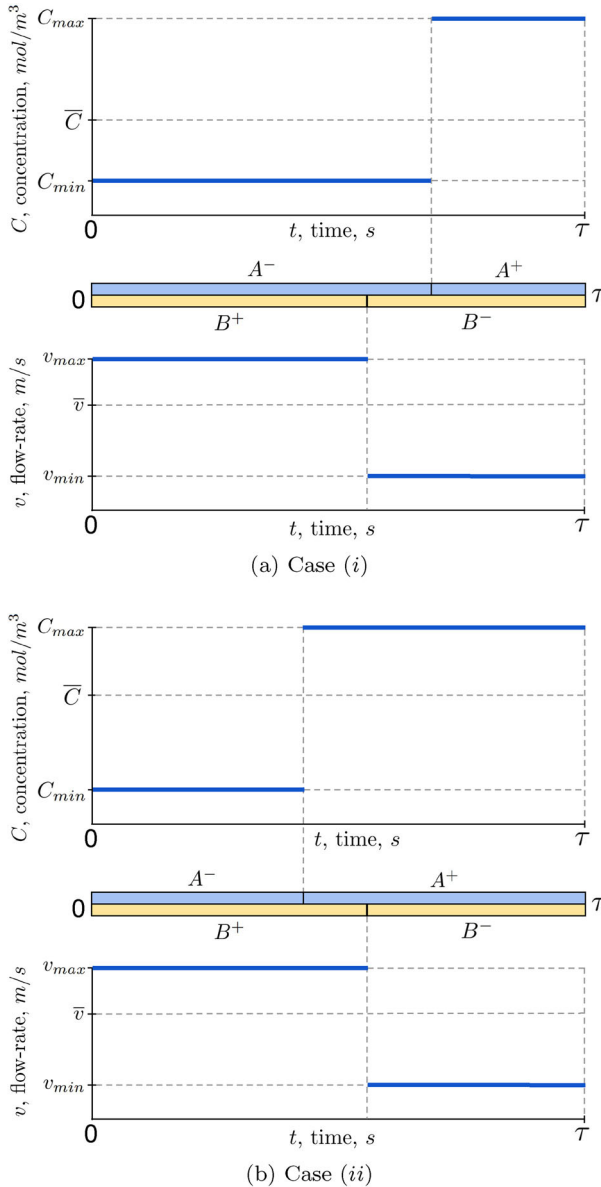 C, concentration, mol/m³
C_max
C̅
C_min
0
t, time, s
τ
A⁻
A⁺
0
τ
B⁺
B⁻
v, flow-rate, m/s
v_max
v̅
v_min
0
t, time, s
τ
(a) Case (i)
C, concentration, mol/m³
C_max
C̅
C_min
0
t, time, s
τ
A⁻
A⁺
0
τ
B⁺
B⁻
v, flow-rate, m/s
v_max
v̅
v_min
0
t, time, s
τ
(b) Case (ii)